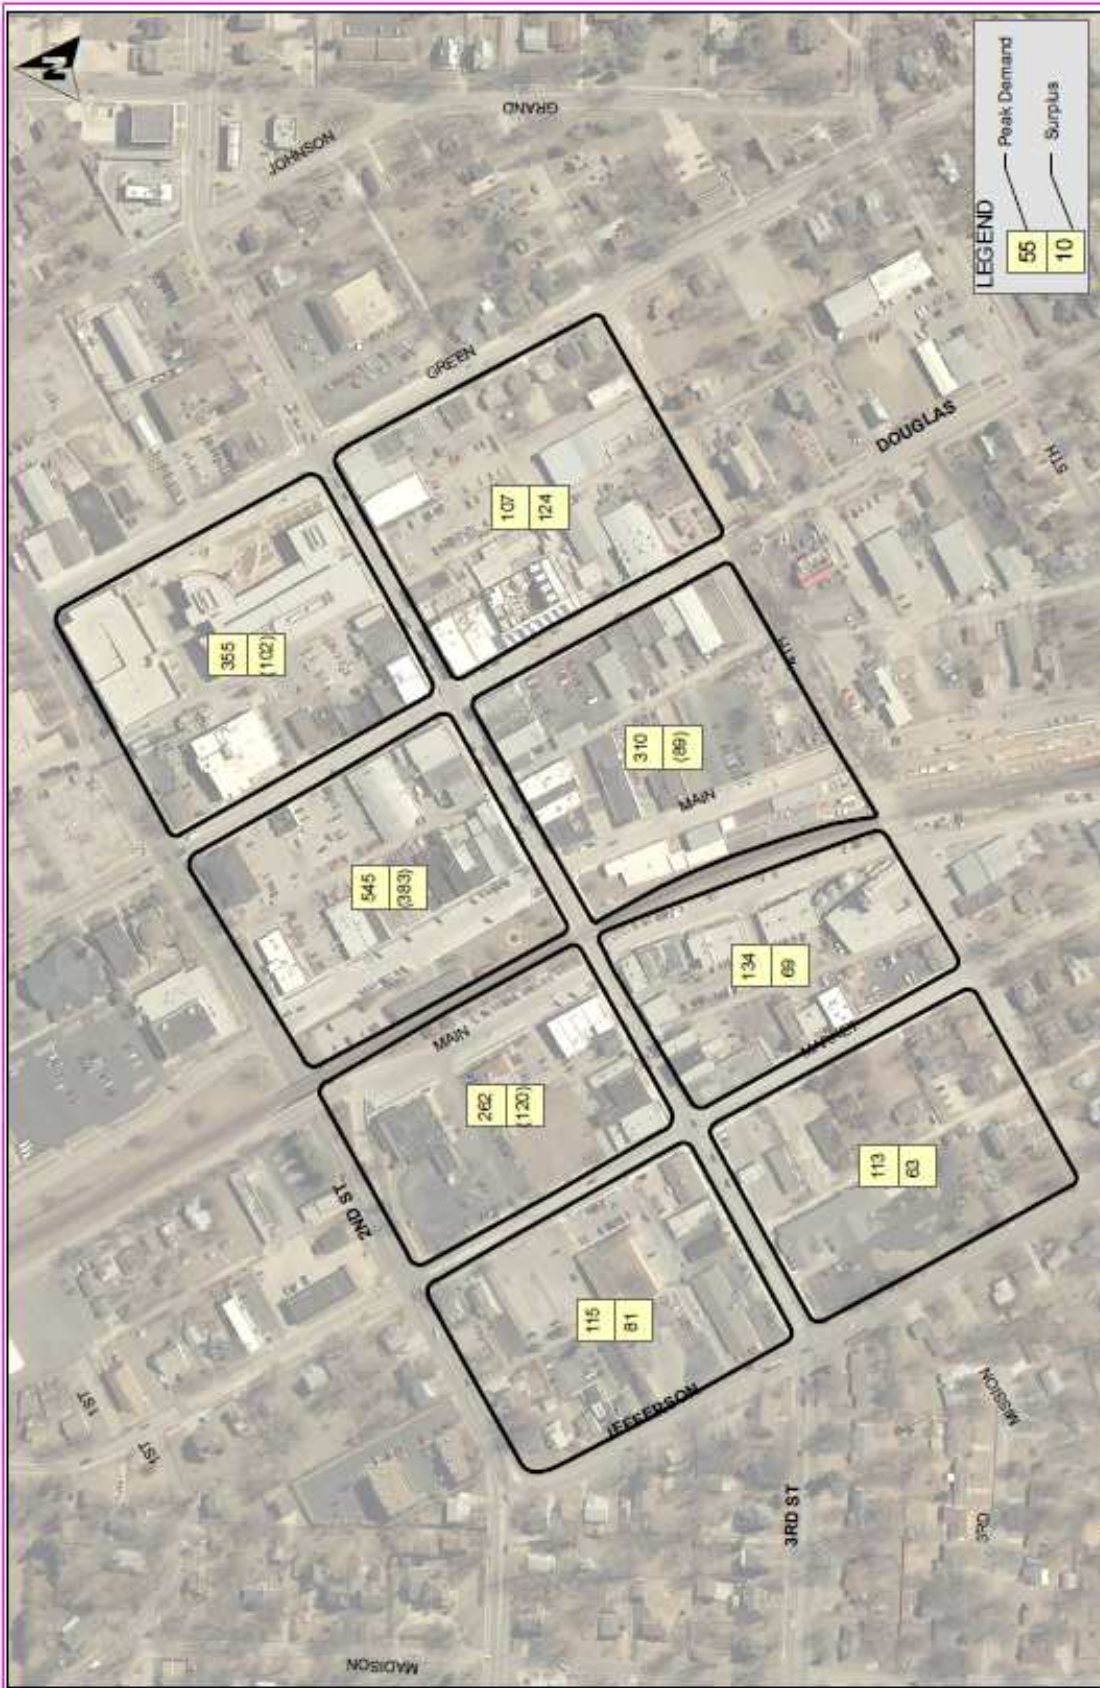 GRAND
JOHNSON
LEGEND
55
Peak Demand
10
Surplus
GREEN
DOUGLAS
5TH
107
124
355
(102)
4TH
310
(89)
MAIN
545
(383)
134
69
MARKET
MAIN
262
(120)
113
63
2ND ST
115
81
JEFFERSON
1ST
1ST
MISSION
3RD ST
3RD
MADISON
N